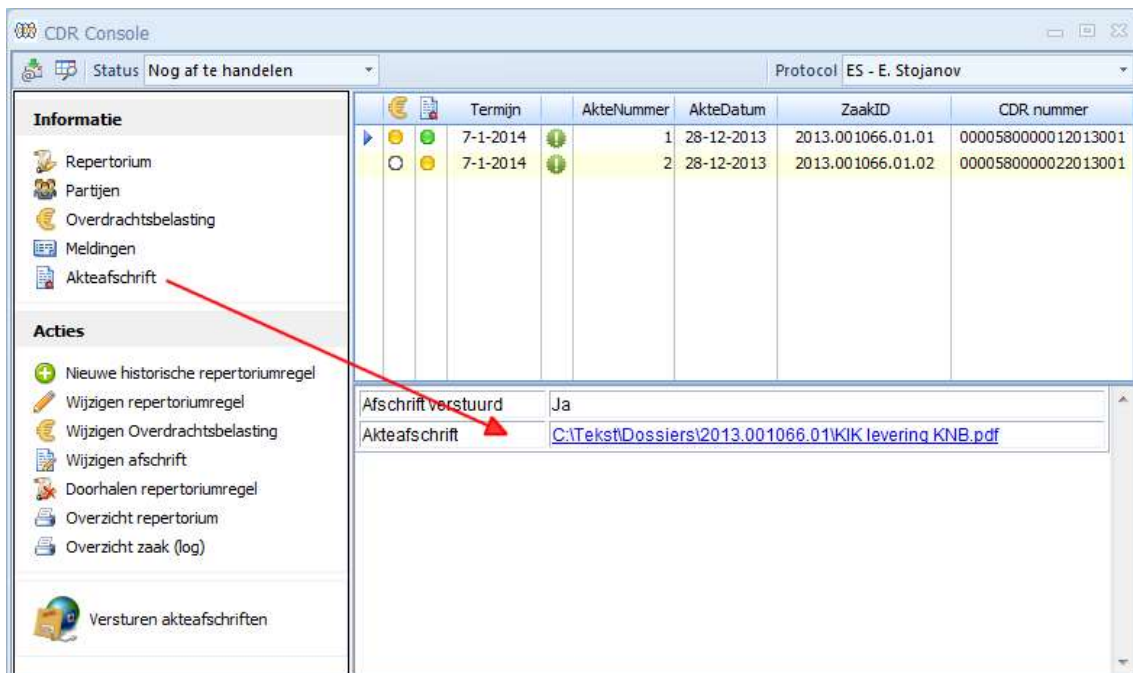 CDR Console
Status Nog af te handelen Protocol ES - E. Stojanov
Informatie
Repertorium
Partijen
Overdrachtsbelasting
Meldingen
Akteafschrift
Acties
Nieuwe historische repertoriumregel
Wijzigen repertoriumregel
Wijzigen Overdrachtsbelasting
Wijzigen afschrift
Doorhalen repertoriumregel
Overzicht repertorium
Overzicht zaak (log)
Versturen akteafschriften
Termijn AkteNummer AkteDatum ZaakID CDR nummer
7-1-2014 1 28-12-2013 2013.001066.01.01 0000580000012013001
7-1-2014 2 28-12-2013 2013.001066.01.02 0000580000022013001
Afschrift verstuurd Ja
Akteafschrift C:\Tekst\Dossiers\2013.001066.01\KIK levering KNB.pdf